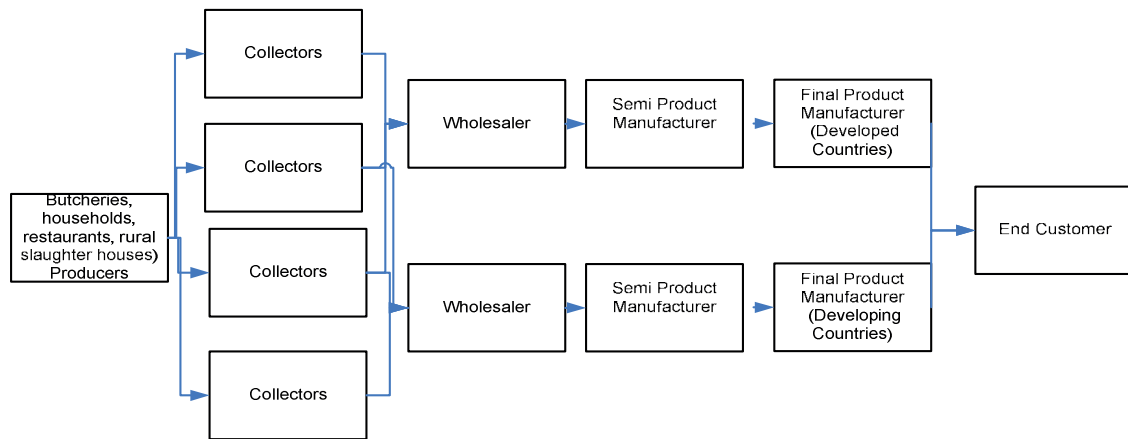 Butcheries,
households,
restaurants, rural
slaughter houses)
Producers
Collectors
Collectors
Collectors
Collectors
Wholesaler
Semi Product
Manufacturer
Final Product
Manufacturer
(Developed
Countries)
Wholesaler
Semi Product
Manufacturer
Final Product
Manufacturer
(Developing
Countries)
End Customer